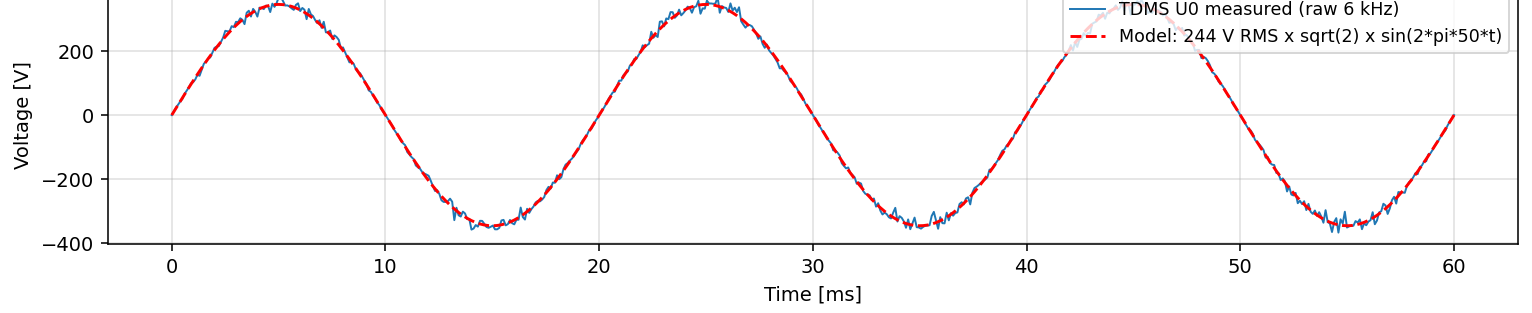 TDMS U0 measured (raw 6 kHz)
Model: 244 V RMS x sqrt(2) x sin(2*pi*50*t)
Voltage [V]
200
0
−200
−400
0 10 20 30 40 50 60
Time [ms]